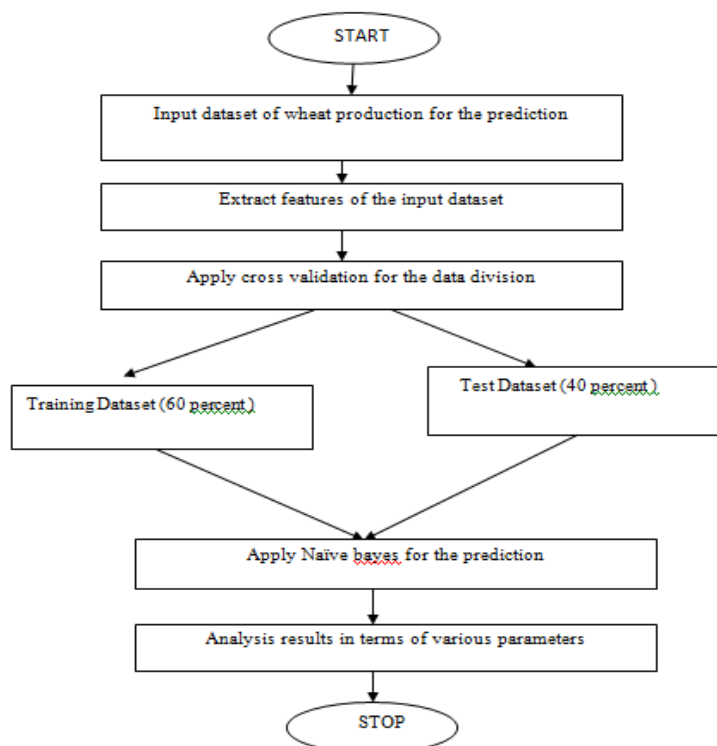 START
Input dataset of wheat production for the prediction
Extract features of the input dataset
Apply cross validation for the data division
Training Dataset (60 percent)
Test Dataset (40 percent)
Apply Naïve bayes for the prediction
Analysis results in terms of various parameters
STOP